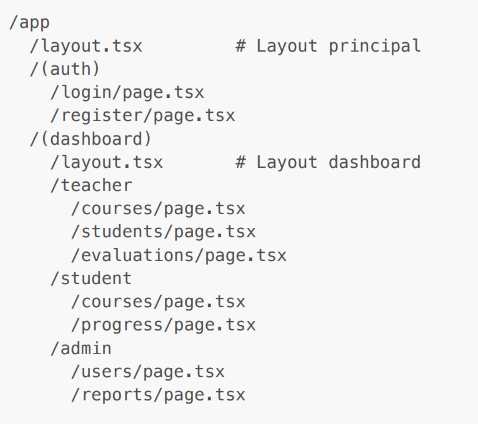 /app
  /layout.tsx         # Layout principal
  /(auth)
    /login/page.tsx
    /register/page.tsx
  /(dashboard)
    /layout.tsx       # Layout dashboard
    /teacher
      /courses/page.tsx
      /students/page.tsx
      /evaluations/page.tsx
    /student
      /courses/page.tsx
      /progress/page.tsx
    /admin
      /users/page.tsx
      /reports/page.tsx